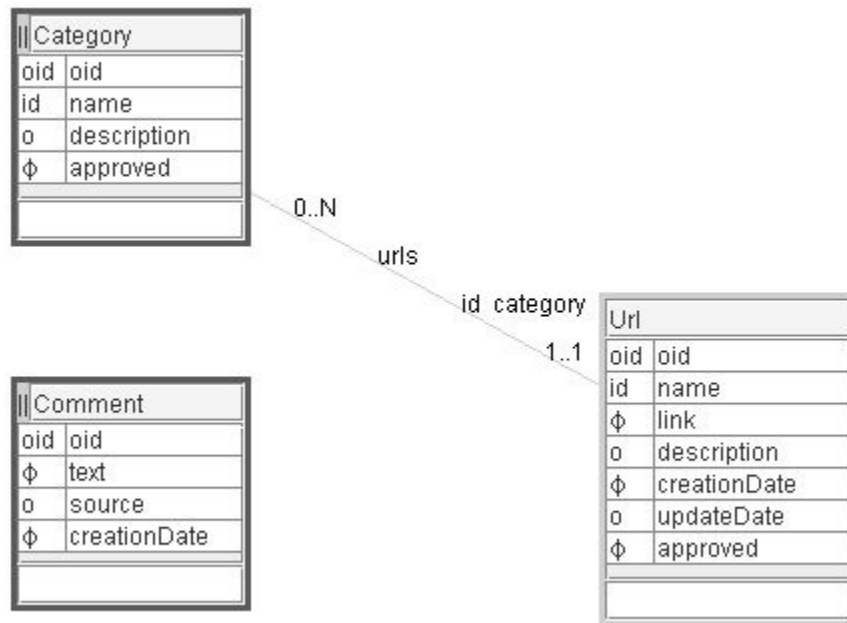 || Category
oid oid
id name
o description
ϕ approved
0..N
urls
id category
1..1
Url
oid oid
id name
ϕ link
o description
ϕ creationDate
o updateDate
ϕ approved
|| Comment
oid oid
ϕ text
o source
ϕ creationDate